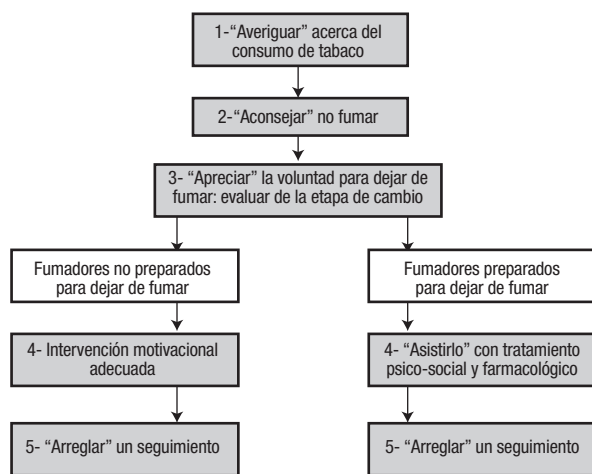 1-“Averiguar” acerca del
consumo de tabaco
2-“Aconsejar” no fumar
3- “Apreciar” la voluntad para dejar de
fumar: evaluar de la etapa de cambio
Fumadores no preparados
para dejar de fumar
Fumadores preparados
para dejar de fumar
4- Intervención motivacional
adecuada
4- “Asistirlo” con tratamiento
psico-social y farmacológico
5- “Arreglar” un seguimiento
5- “Arreglar” un seguimiento